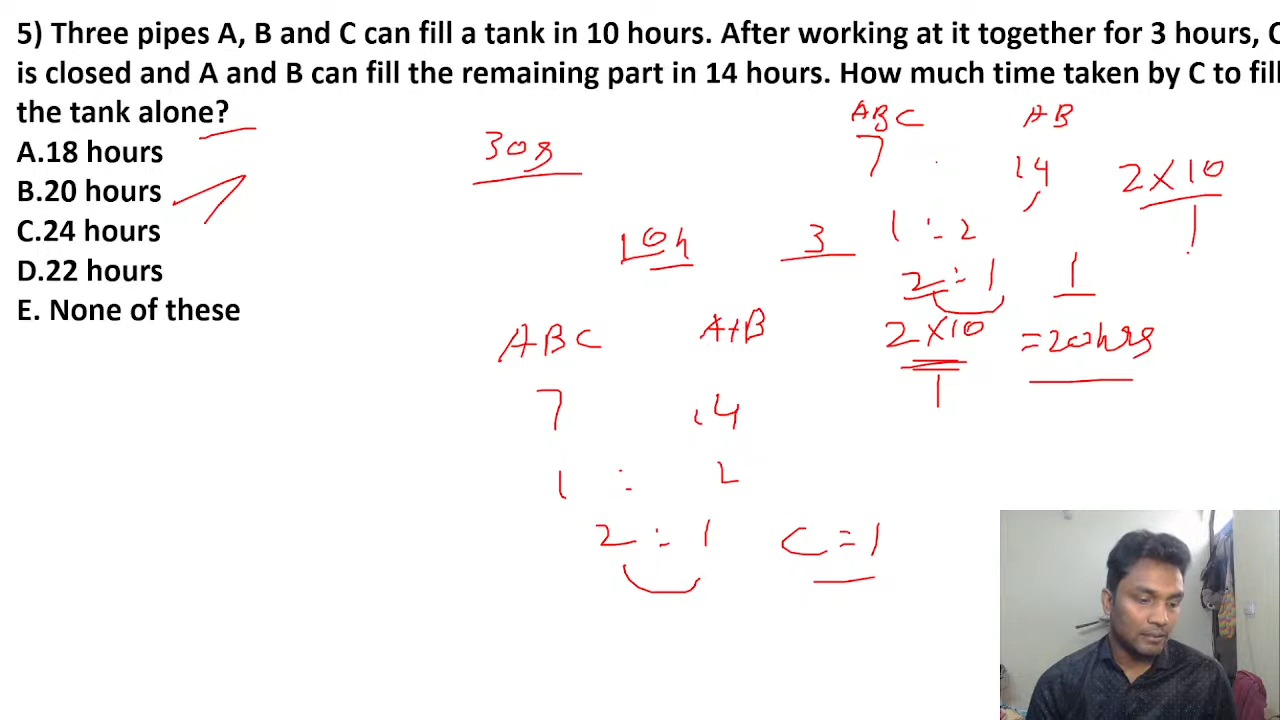 5) Three pipes A, B and C can fill a tank in 10 hours. After working at it together for 3 hours, C
is closed and A and B can fill the remaining part in 14 hours. How much time taken by C to fill
the tank alone?
A.18 hours
B.20 hours
C.24 hours
D.22 hours
E. None of these
30s
10h 3
ABC AB
7 14
1 : 2
2 : 1 1
2 × 10 = 20hrs
1
2 × 10
1
ABC A+B
7 14
1 : 2
2 : 1 C = 1